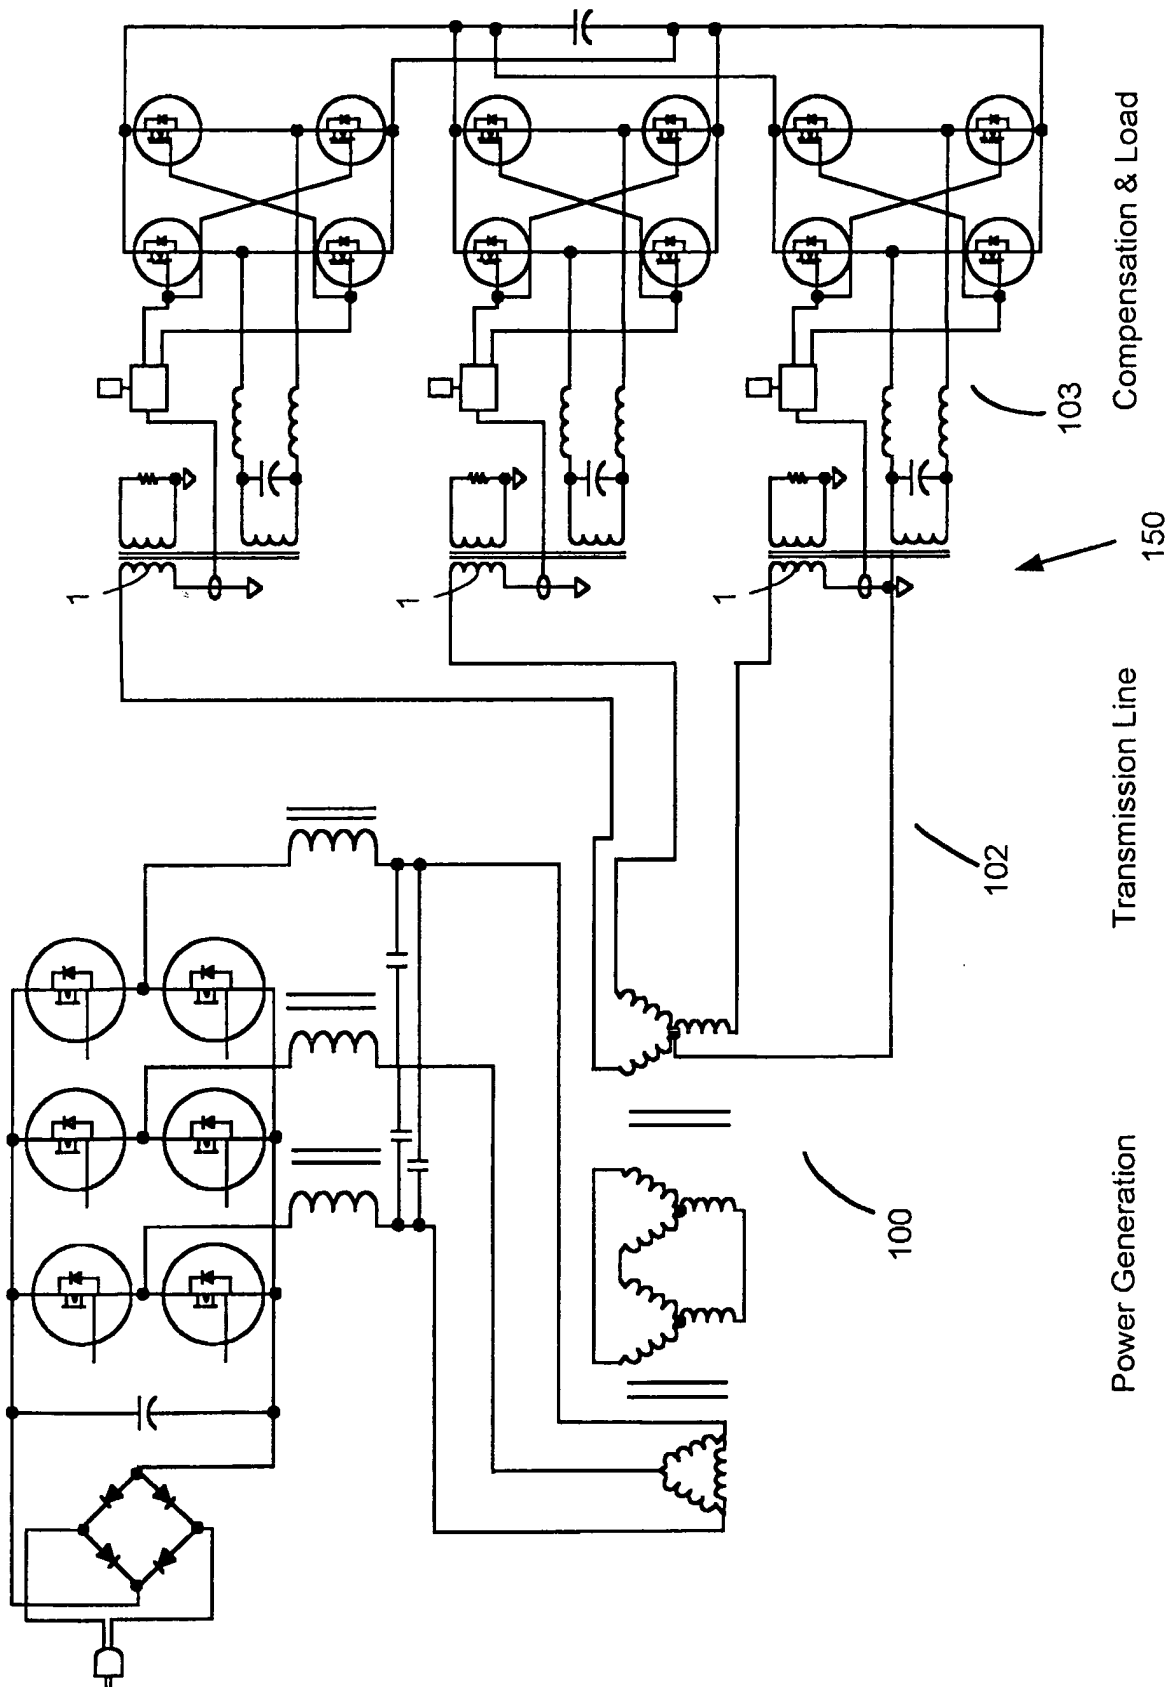 1
1
1
103
150
102
100
Compensation & Load
Transmission Line
Power Generation